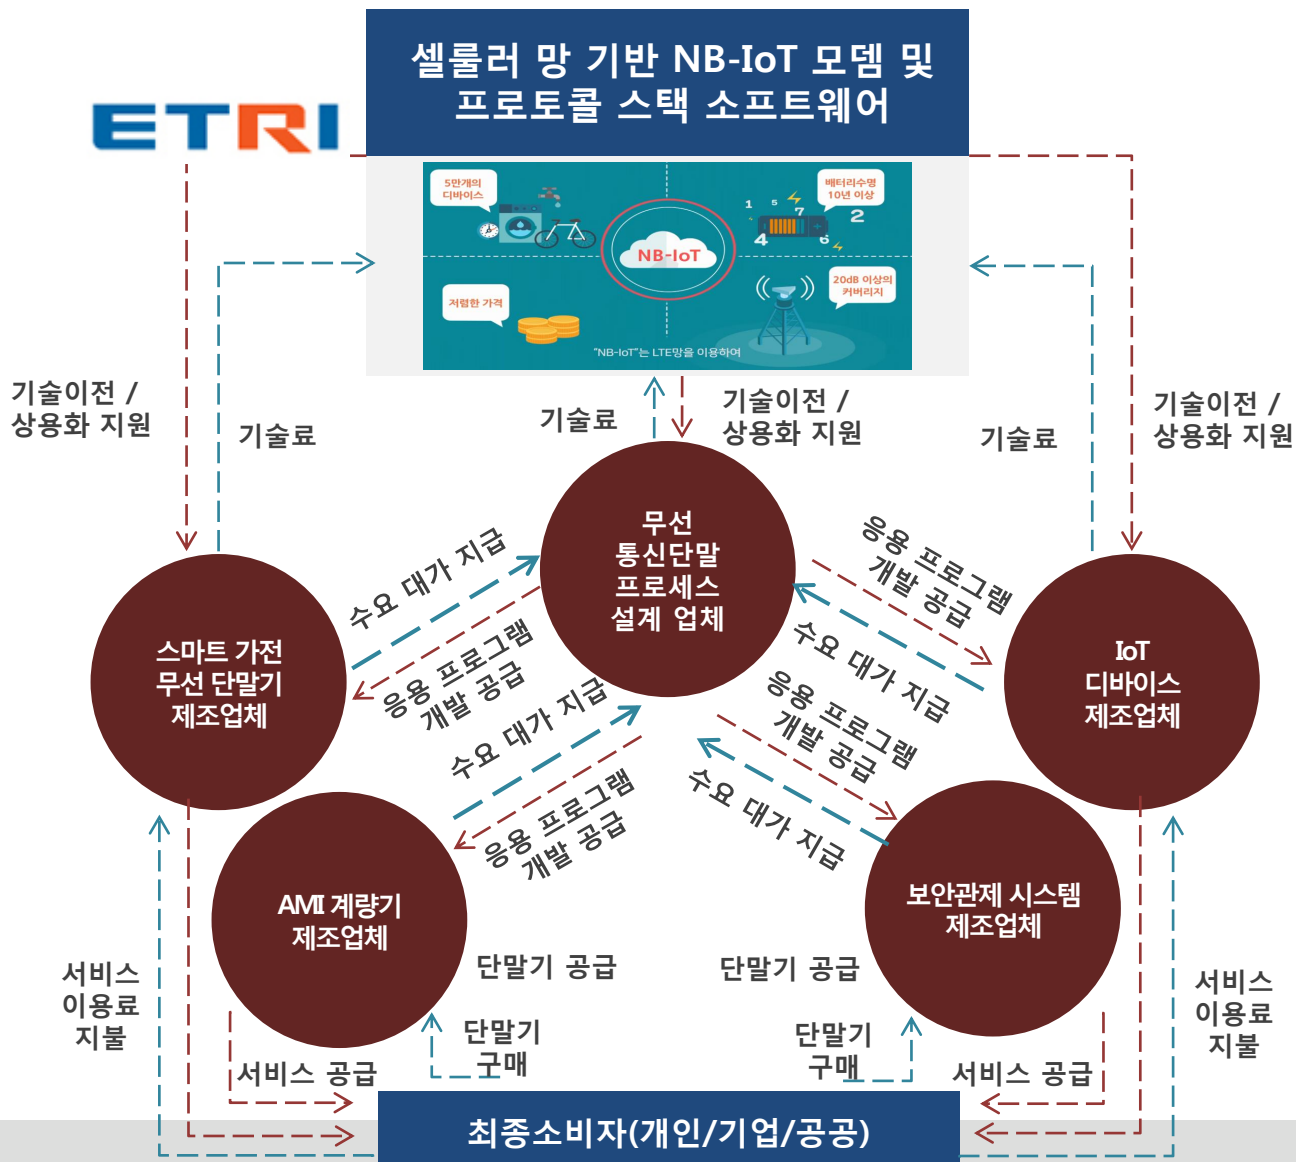 셀룰러 망 기반 NB-IoT 모뎀 및
프로토콜 스택 소프트웨어
ETRI
5만개의
디바이스
배터리수명
10년 이상
1 5 7 2
4 6
NB-IoT
저렴한 가격
20dB 이상의
커버리지
"NB-IoT"는 LTE망을 이용하여
기술이전 /
상용화 지원
기술료
기술료
기술이전 /
상용화 지원
기술료
기술이전 /
상용화 지원
무선
통신단말
프로세스
설계 업체
수요 대가 지급
응용 프로그램
개발 공급
응용 프로그램
개발 공급
수요 대가 지급
스마트 가전
무선 단말기
제조업체
IoT
디바이스
제조업체
수요 대가 지급
응용 프로그램
개발 공급
응용 프로그램
개발 공급
수요 대가 지급
AMI 계량기
제조업체
보안관제 시스템
제조업체
서비스
이용료
지불
단말기 공급
단말기 공급
서비스
이용료
지불
단말기
구매
단말기
구매
서비스 공급
서비스 공급
최종소비자(개인/기업/공공)